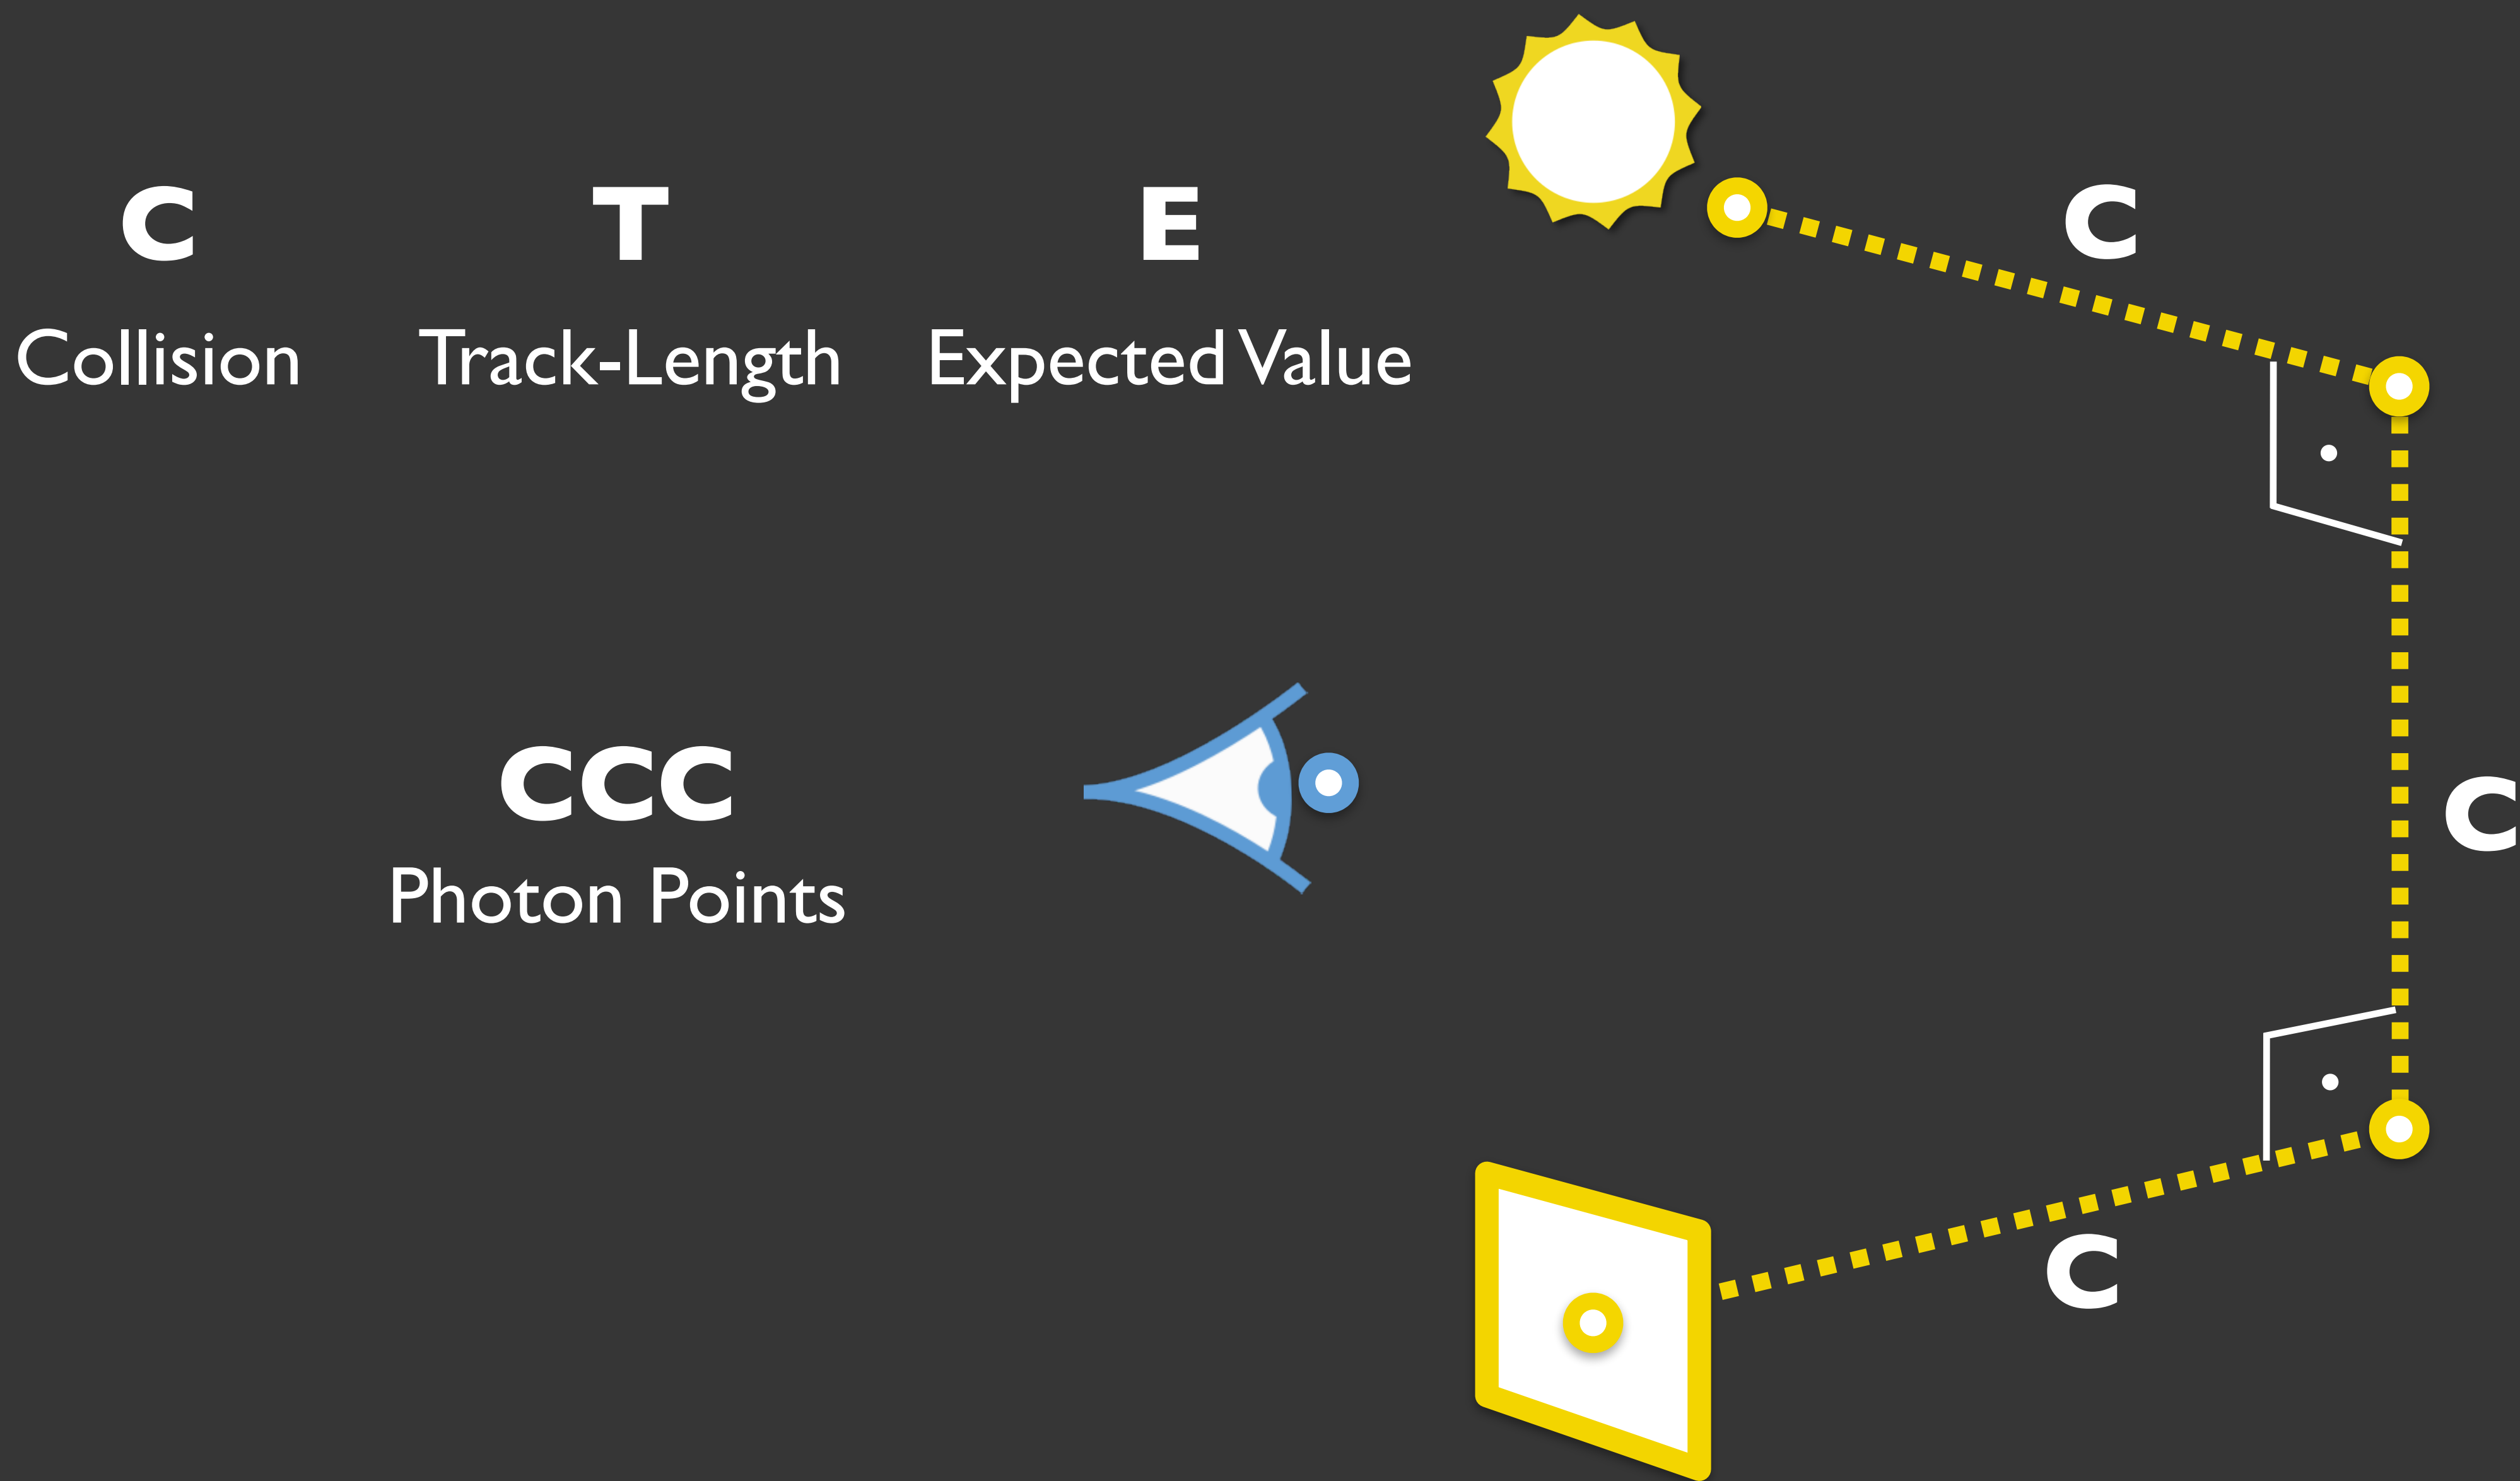 C T E C
Collision Track-Length Expected Value
CCC C
Photon Points
C